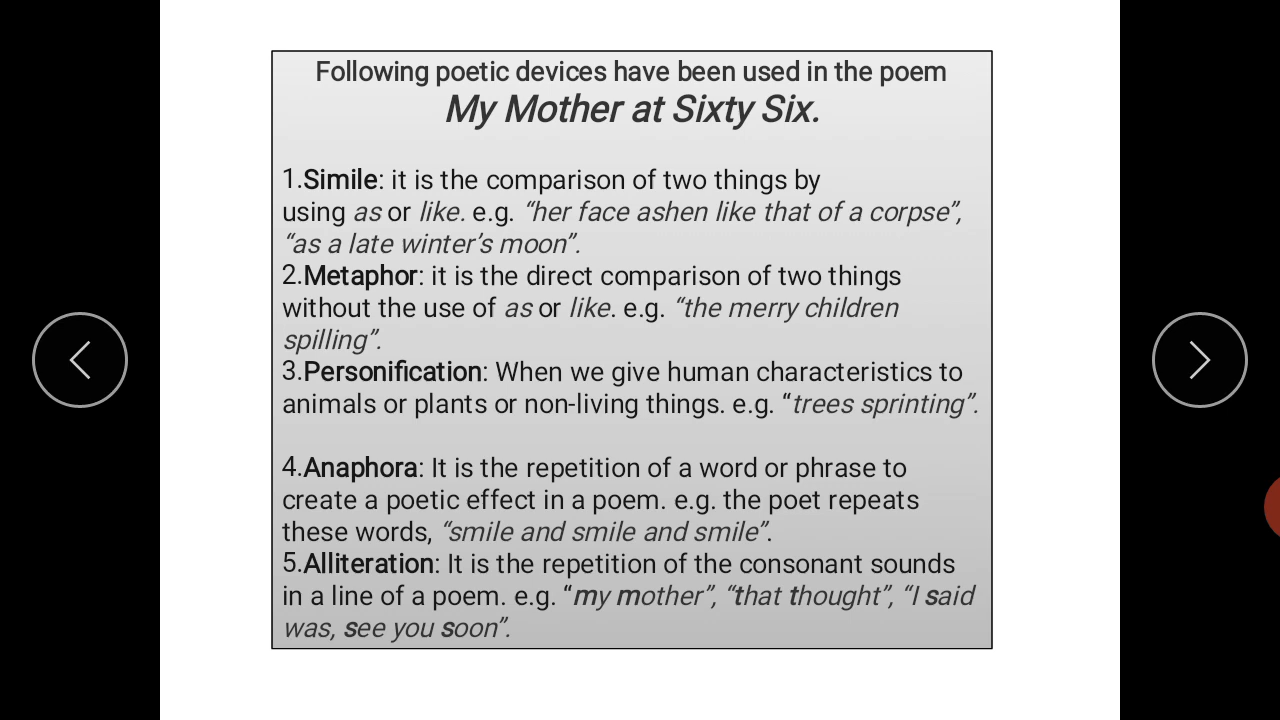 Following poetic devices have been used in the poem
My Mother at Sixty Six.
1.Simile: it is the comparison of two things by
using as or like. e.g. “her face ashen like that of a corpse”,
“as a late winter’s moon”.
2.Metaphor: it is the direct comparison of two things
without the use of as or like. e.g. “the merry children
spilling”.
3.Personification: When we give human characteristics to
animals or plants or non-living things. e.g. “trees sprinting”.
4.Anaphora: It is the repetition of a word or phrase to
create a poetic effect in a poem. e.g. the poet repeats
these words, “smile and smile and smile”.
5.Alliteration: It is the repetition of the consonant sounds
in a line of a poem. e.g. “my mother”, “that thought”, “I said
was, see you soon”.